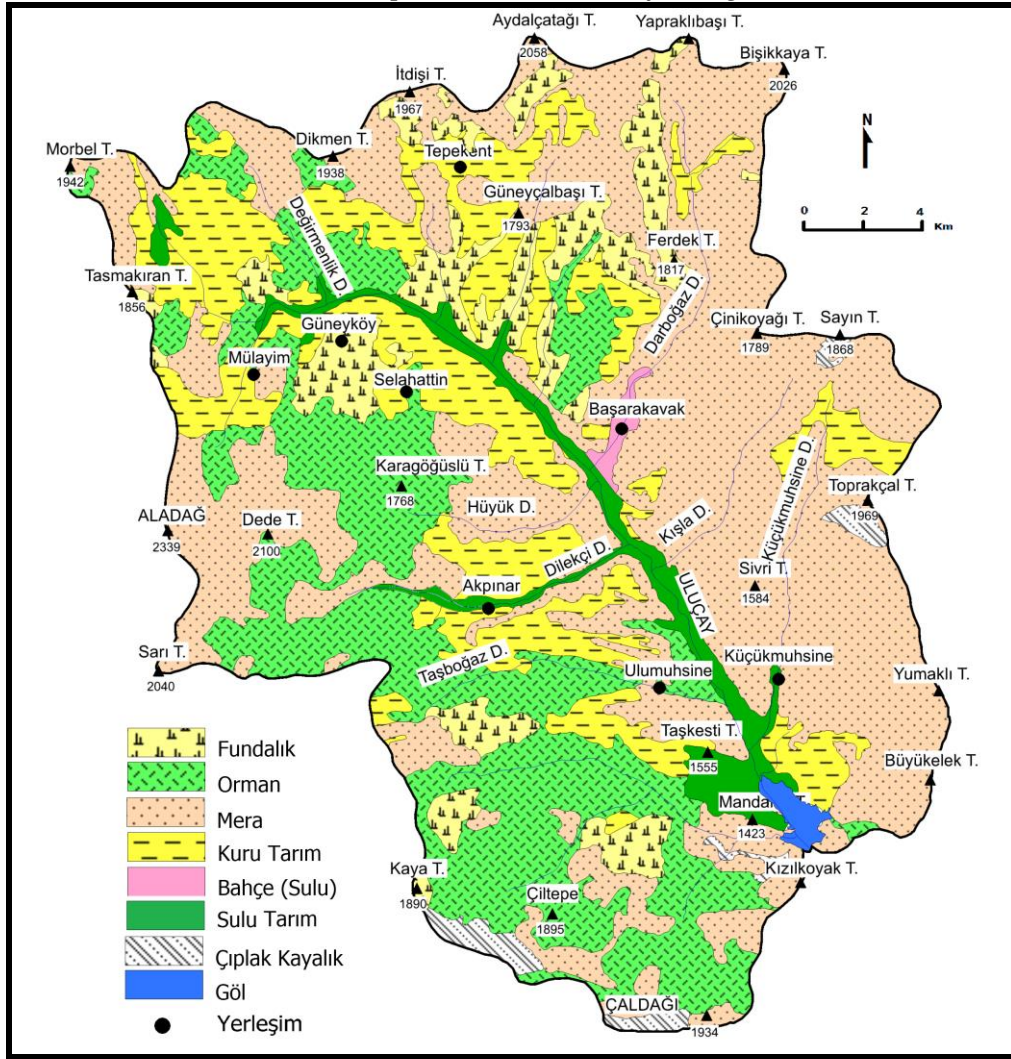 Aydalçatağı T.
2058
Yapraklıbaşı T.
Bişikkaya T.
2026
İtdişi T.
1967
N
Morbel T.
1942
Dikmen T.
1938
Tepekent
Güneyçalbaşı T.
1793
Değirmenlik D.
0 2 4
Km
Ferdek T.
1817
Tasmakıran T.
1856
Darboğaz D.
Çinikoyağı T.
1789
Sayın T.
1868
Güneyköy
Mülayim
Selahattin
Başarakavak
Karagöğüslü T.
1768
Hüyük D.
Kışla D.
Küçükmuhsine D.
Toprakçal T.
1969
ALADAĞ
2339
Dede T.
2100
Dilekçi D.
Akpınar
ULUÇAY
Sivri T.
1584
Sarı T.
2040
Taşboğaz D.
Ulumuhsine
Küçükmuhsine
Yumaklı T.
Taşkesti T.
1555
Büyükelek T.
1423
Kızılkoyak T.
Kaya T.
1890
Çiltepe
1895
ÇALDAĞI
1934
Fundalık
Orman
Mera
Kuru Tarım
Bahçe (Sulu)
Sulu Tarım
Çıplak Kayalık
Göl
Yerleşim